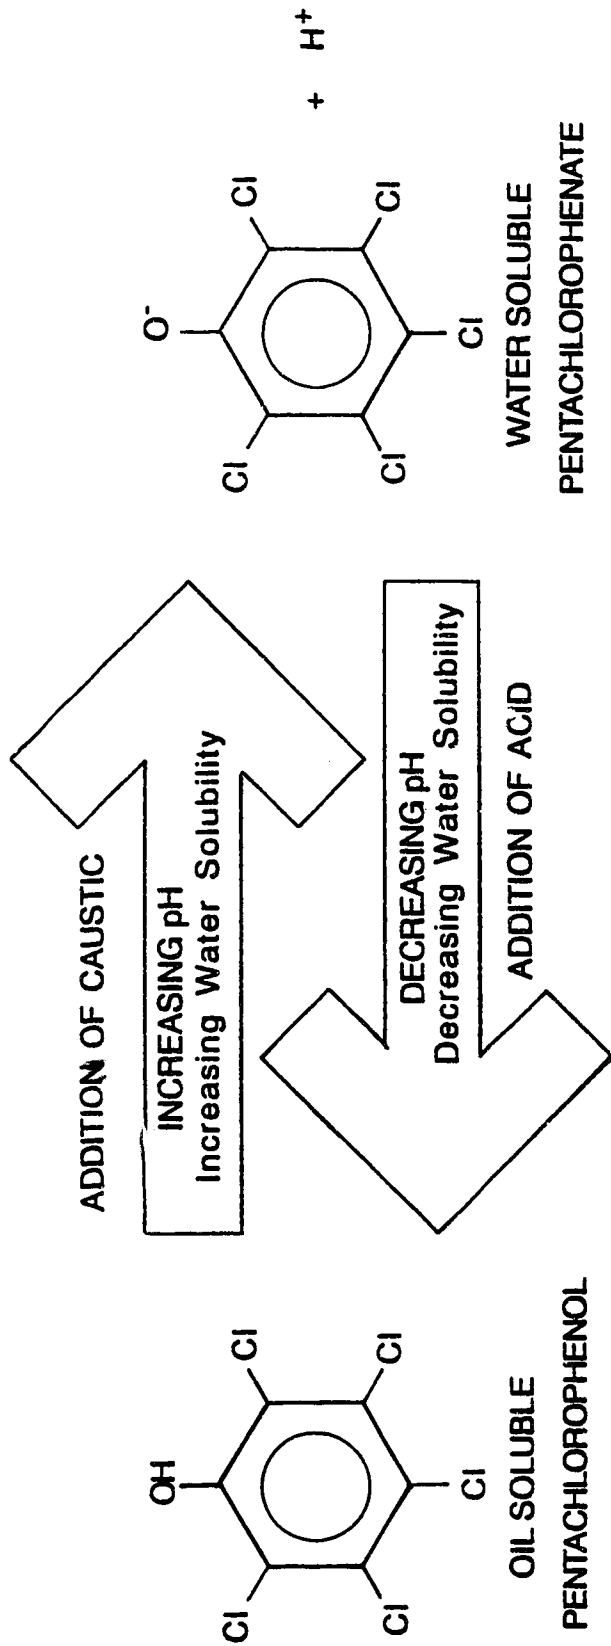 OH
Cl
Cl
Cl
Cl
Cl
OIL SOLUBLE
PENTACHLOROPHENOL
ADDITION OF CAUSTIC
INCREASING pH
Increasing Water Solubility
DECREASING pH
Decreasing Water Solubility
ADDITION OF ACID
O-
Cl
Cl
Cl
Cl
Cl
+ H+
WATER SOLUBLE
PENTACHLOROPHENATE